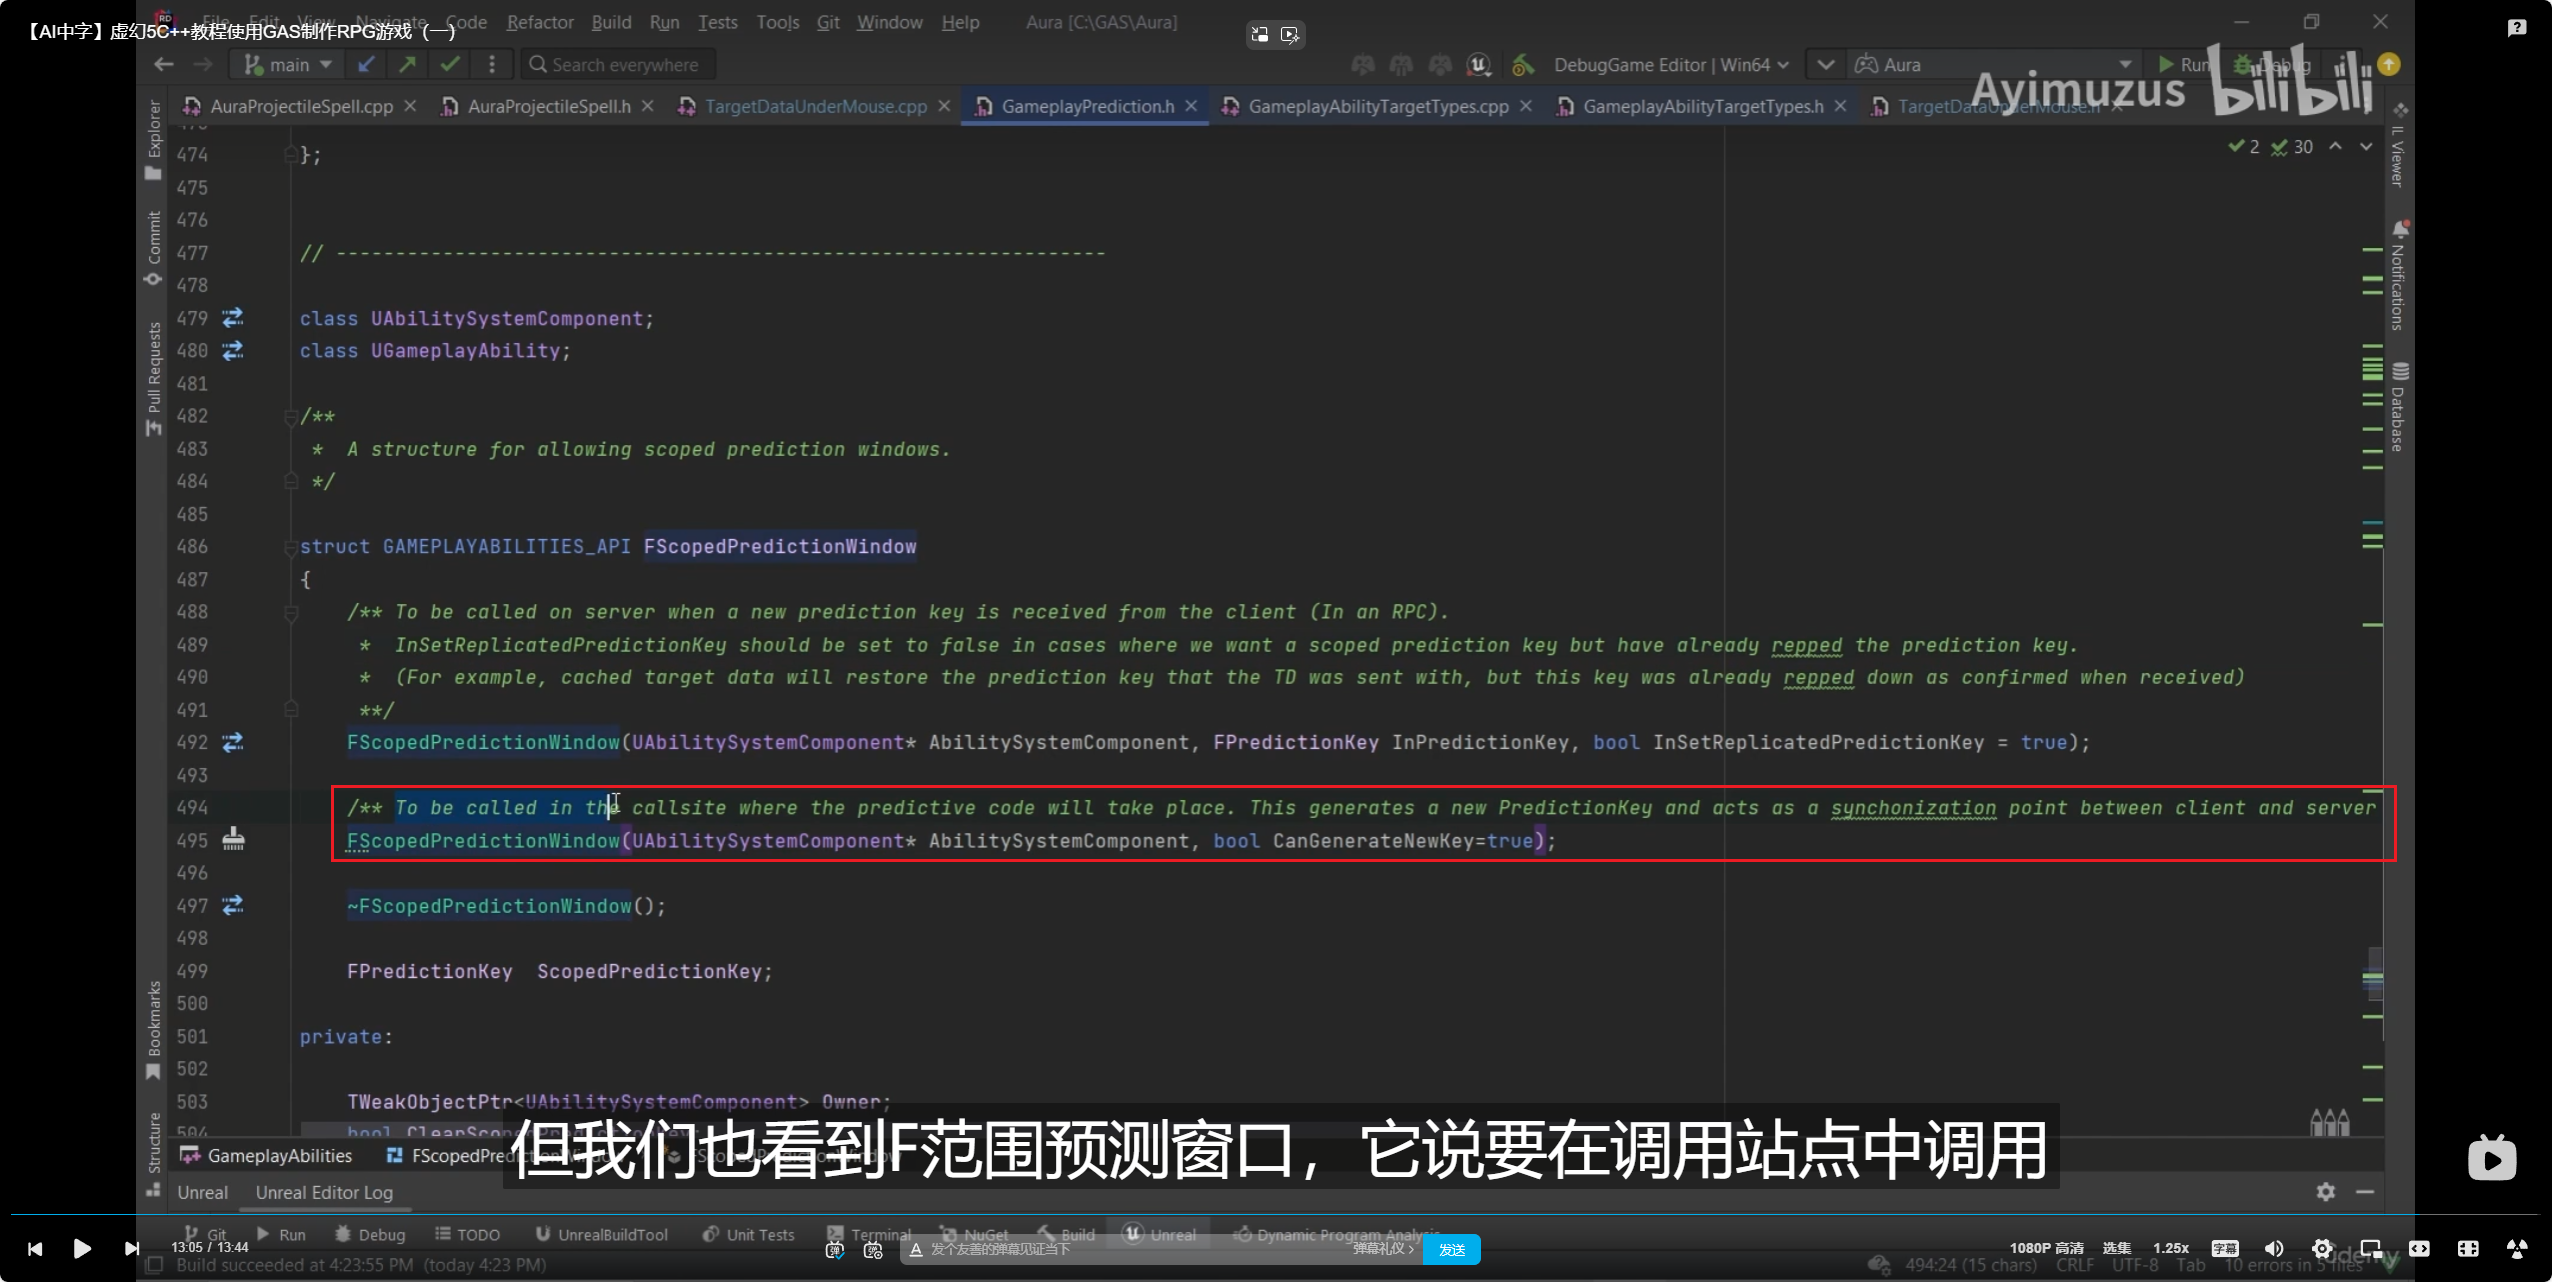 【AI中字】虚幻5C++教程使用GAS制作RPG游戏（一）
File Edit View Navigate Code Refactor Build Run Tests Tools Git Window Help Aura [C:\GAS\Aura]
main Search everywhere DebugGame Editor | Win64 Aura Run Debug
Ayimuzus bilibili
AuraProjectileSpell.cpp AuraProjectileSpell.h TargetDataUnderMouse.cpp GameplayPrediction.h GameplayAbilityTargetTypes.cpp GameplayAbilityTargetTypes.h TargetDataUnderMouse.h
2 30
Explorer
Commit
Pull Requests
Bookmarks
Structure
IL Viewer
Notifications
Database
474 };
475
476
477 // -----------------------------------------------------------------
478
479 class UAbilitySystemComponent;
480 class UGameplayAbility;
481
482 /**
483 * A structure for allowing scoped prediction windows.
484 */
485
486 struct GAMEPLAYABILITIES_API FScopedPredictionWindow
487 {
488 /** To be called on server when a new prediction key is received from the client (In an RPC).
489 * InSetReplicatedPredictionKey should be set to false in cases where we want a scoped prediction key but have already repped the prediction key.
490 * (For example, cached target data will restore the prediction key that the TD was sent with, but this key was already repped down as confirmed when received)
491 **/
492 FScopedPredictionWindow(UAbilitySystemComponent* AbilitySystemComponent, FPredictionKey InPredictionKey, bool InSetReplicatedPredictionKey = true);
493
494 /** To be called in the callsite where the predictive code will take place. This generates a new PredictionKey and acts as a synchonization point between client and server
495 FScopedPredictionWindow(UAbilitySystemComponent* AbilitySystemComponent, bool CanGenerateNewKey=true);
496
497 ~FScopedPredictionWindow();
498
499 FPredictionKey ScopedPredictionKey;
500
501 private:
502
503 TWeakObjectPtr<UAbilitySystemComponent> Owner;
504
但我们也看到F范围预测窗口，它说要在调用站点中调用
GameplayAbilities FScopedPredictionWindow FScopedPredictionWindow
Unreal Unreal Editor Log
Git Run Debug TODO UnrealBuildTool Unit Tests Terminal NuGet Build Unreal Dynamic Program Analysis
13:05 / 13:44 发个友善的弹幕见证当下 弹幕礼仪 发送 1080P 高清 选集 1.25x 字幕
Build succeeded at 4:23:55 PM (today 4:23 PM) 494:24 (15 chars) CRLF UTF-8 Tab 10 errors in 5 files